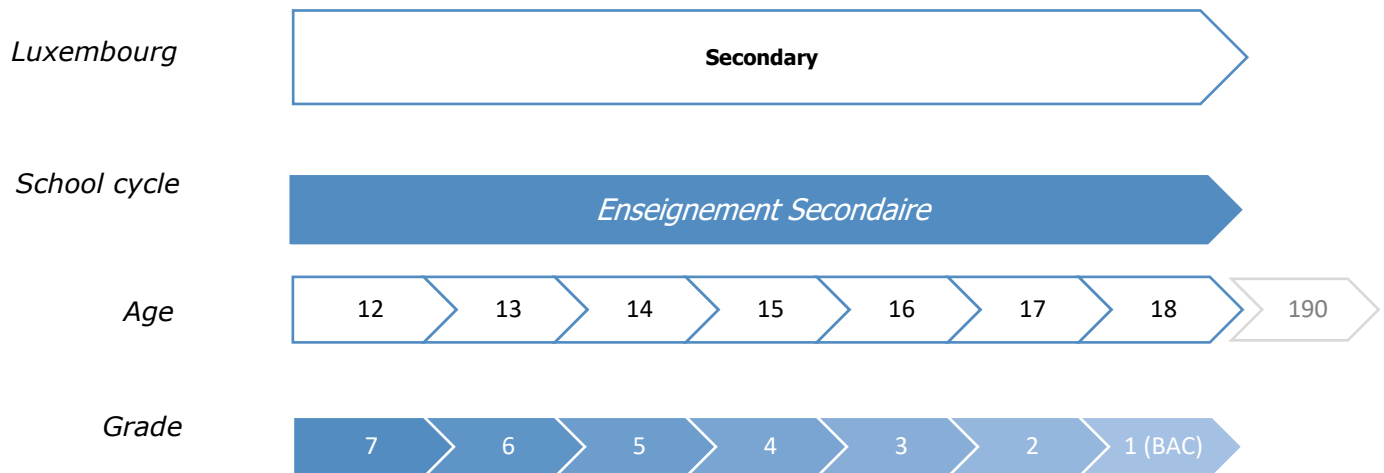 Luxembourg
Secondary
School cycle
Enseignement Secondaire
Age
12 13 14 15 16 17 18 190
Grade
7 6 5 4 3 2 1 (BAC)